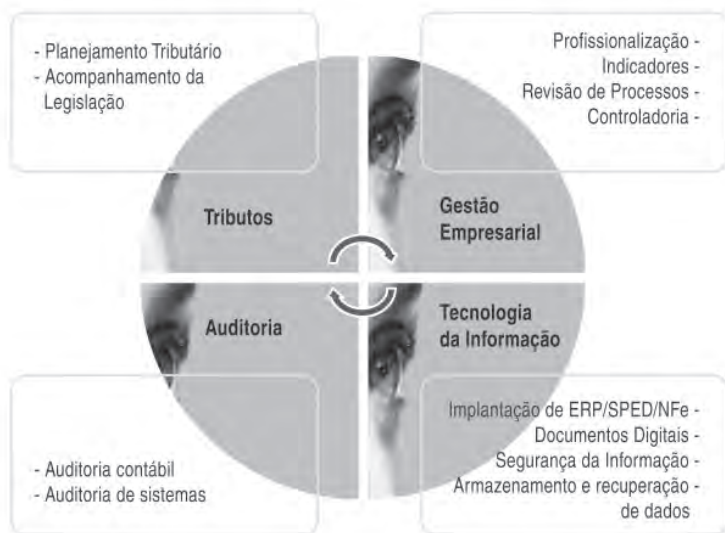 - Planejamento Tributário
- Acompanhamento da
Legislação
Profissionalização -
Indicadores -
Revisão de Processos -
Controladoria -
Tributos
Gestão
Empresarial
Auditoria
Tecnologia
da Informação
- Auditoria contábil
- Auditoria de sistemas
Implantação de ERP/SPED/NFe -
Documentos Digitais -
Segurança da Informação -
Armazenamento e recuperação -
de dados